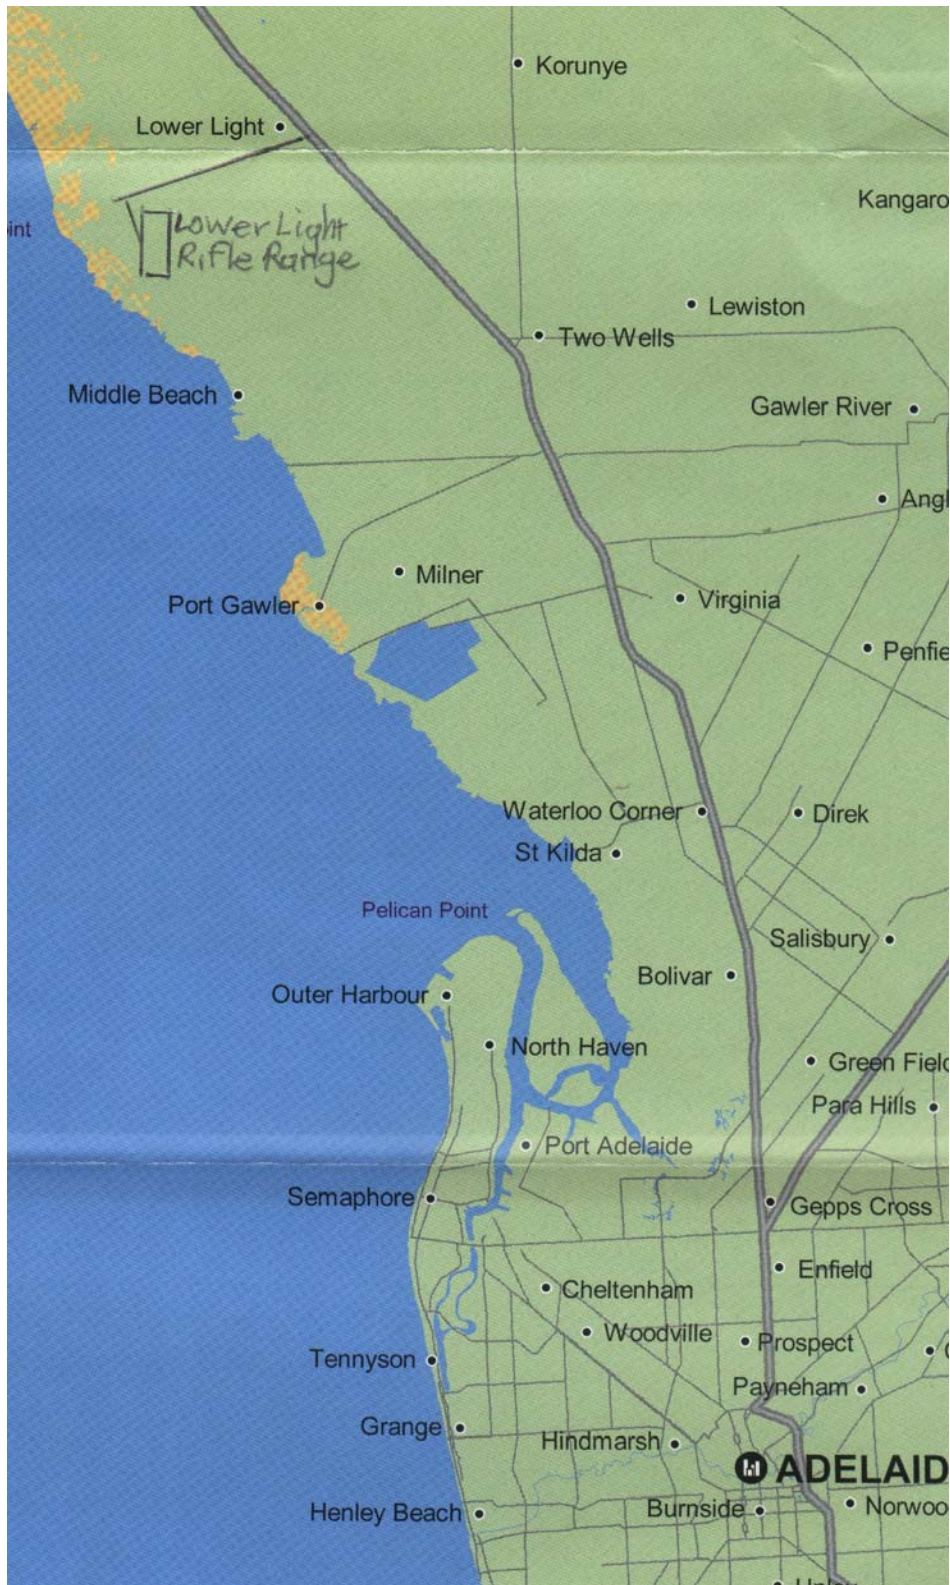 Korunye
Lower Light
Kangaro
int
Lower Light
Rifle Range
Lewiston
Two Wells
Middle Beach
Gawler River
Angl
Milner
Port Gawler
Virginia
Penfie
Waterloo Corner
Direk
St Kilda
Pelican Point
Salisbury
Bolivar
Outer Harbour
North Haven
Green Field
Para Hills
Port Adelaide
Semaphore
Gepps Cross
Enfield
Cheltenham
Woodville
Prospect
Tennyson
Payneham
Grange
Hindmarsh
ADELAID
Henley Beach
Burnside
Norwoo